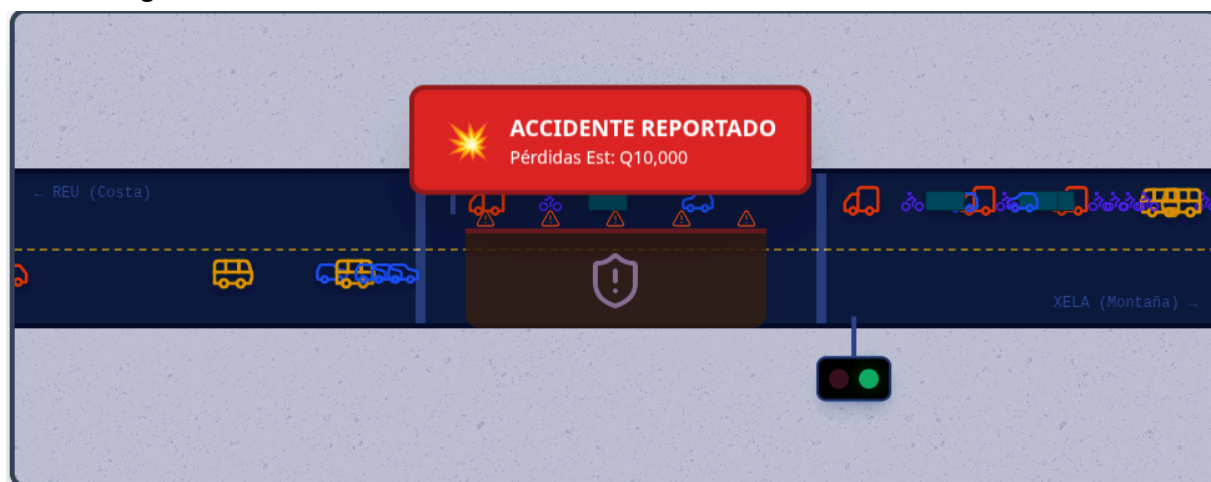 ACCIDENTE REPORTADO
Pérdidas Est: Q10,000
← REU (Costa)
XELA (Montaña) →